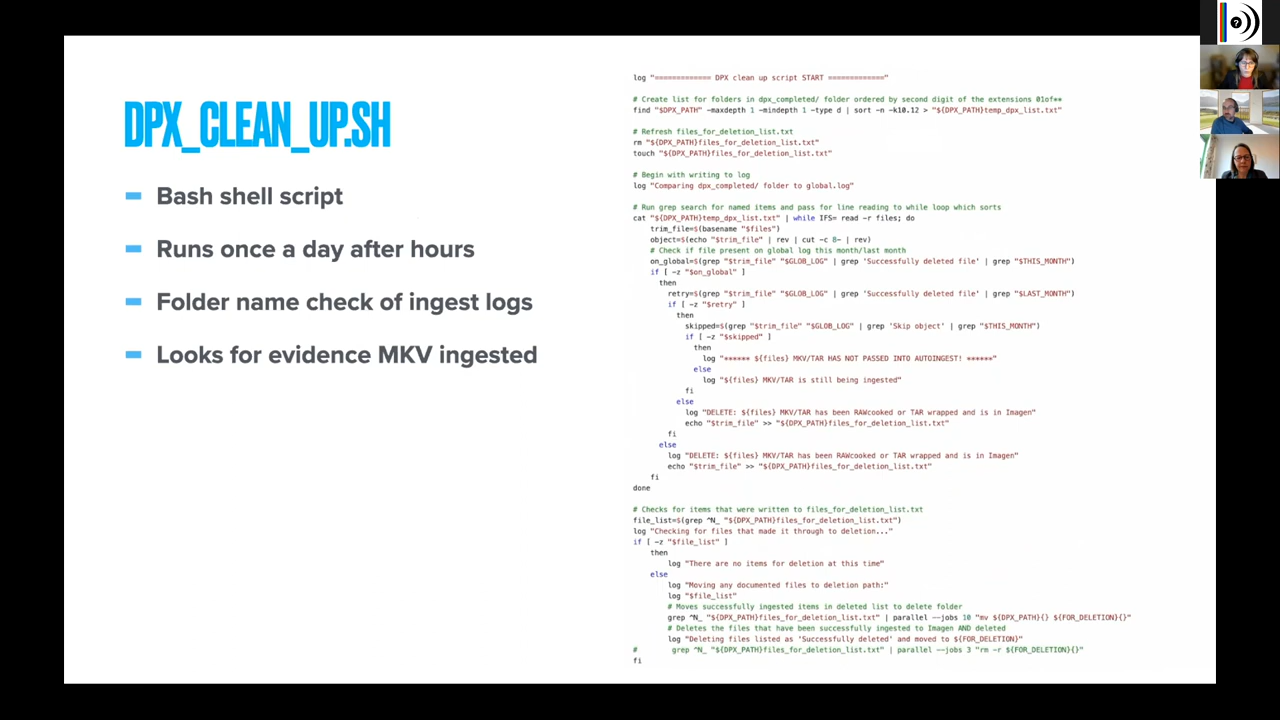 DPX_CLEAN_UP.SH
Bash shell script
Runs once a day after hours
Folder name check of ingest logs
Looks for evidence MKV ingested
log "============= DPX clean up script START ============="
# Create list for folders in dpx_completed/ folder ordered by second digit of the extensions 01of**
find "$DPX_PATH" -maxdepth 1 -mindepth 1 -type d | sort -n -k10.12 > "${DPX_PATH}temp_dpx_list.txt"
# Refresh files_for_deletion_list.txt
rm "${DPX_PATH}files_for_deletion_list.txt"
touch "${DPX_PATH}files_for_deletion_list.txt"
# Begin with writing to log
log "Comparing dpx_completed/ folder to global.log"
# Run grep search for named items and pass for line reading to while loop which sorts
cat "${DPX_PATH}temp_dpx_list.txt" | while IFS= read -r files; do
trim_file=$(basename "$files")
object=$(echo "$trim_file" | rev | cut -c 8- | rev)
# Check if file present on global log this month/last month
on_global=$(grep "$trim_file" "$GLOB_LOG" | grep 'Successfully deleted file' | grep "$THIS_MONTH")
if [ -z "$on_global" ]
then
retry=$(grep "$trim_file" "$GLOB_LOG" | grep 'Successfully deleted file' | grep "$LAST_MONTH")
if [ -z "$retry" ]
then
skipped=$(grep "$trim_file" "$GLOB_LOG" | grep 'Skip object' | grep "$THIS_MONTH")
if [ -z "$skipped" ]
then
log "****** ${files} MKV/TAR HAS NOT PASSED INTO AUTOINGEST! ******"
else
log "${files} MKV/TAR is still being ingested"
fi
else
log "DELETE: ${files} MKV/TAR has been RAWcooked or TAR wrapped and is in Imagen"
echo "$trim_file" >> "${DPX_PATH}files_for_deletion_list.txt"
fi
else
log "DELETE: ${files} MKV/TAR has been RAWcooked or TAR wrapped and is in Imagen"
echo "$trim_file" >> "${DPX_PATH}files_for_deletion_list.txt"
fi
done
# Checks for items that were written to files_for_deletion_list.txt
file_list=$(grep ^N_ "${DPX_PATH}files_for_deletion_list.txt")
log "Checking for files that made it through to deletion..."
if [ -z "$file_list" ]
then
log "There are no items for deletion at this time"
else
log "Moving any documented files to deletion path:"
log "$file_list"
# Moves successfully ingested items in deleted list to delete folder
grep ^N_ "${DPX_PATH}files_for_deletion_list.txt" | parallel --jobs 10 "mv ${DPX_PATH}{} ${FOR_DELETION}{}"
# Deletes the files that have been successfully ingested to Imagen AND deleted
log "Deleting files listed as 'Successfully deleted' and moved to ${FOR_DELETION}"
# grep ^N_ "${DPX_PATH}files_for_deletion_list.txt" | parallel --jobs 3 "rm -r ${FOR_DELETION}{}"
fi